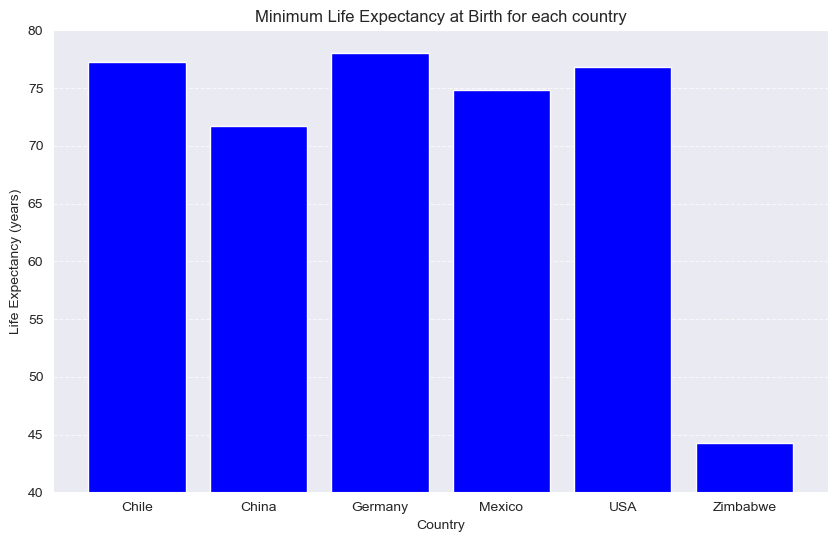 Minimum Life Expectancy at Birth for each country
Life Expectancy (years)
80
75
70
65
60
55
50
45
40
Chile China Germany Mexico USA Zimbabwe
Country